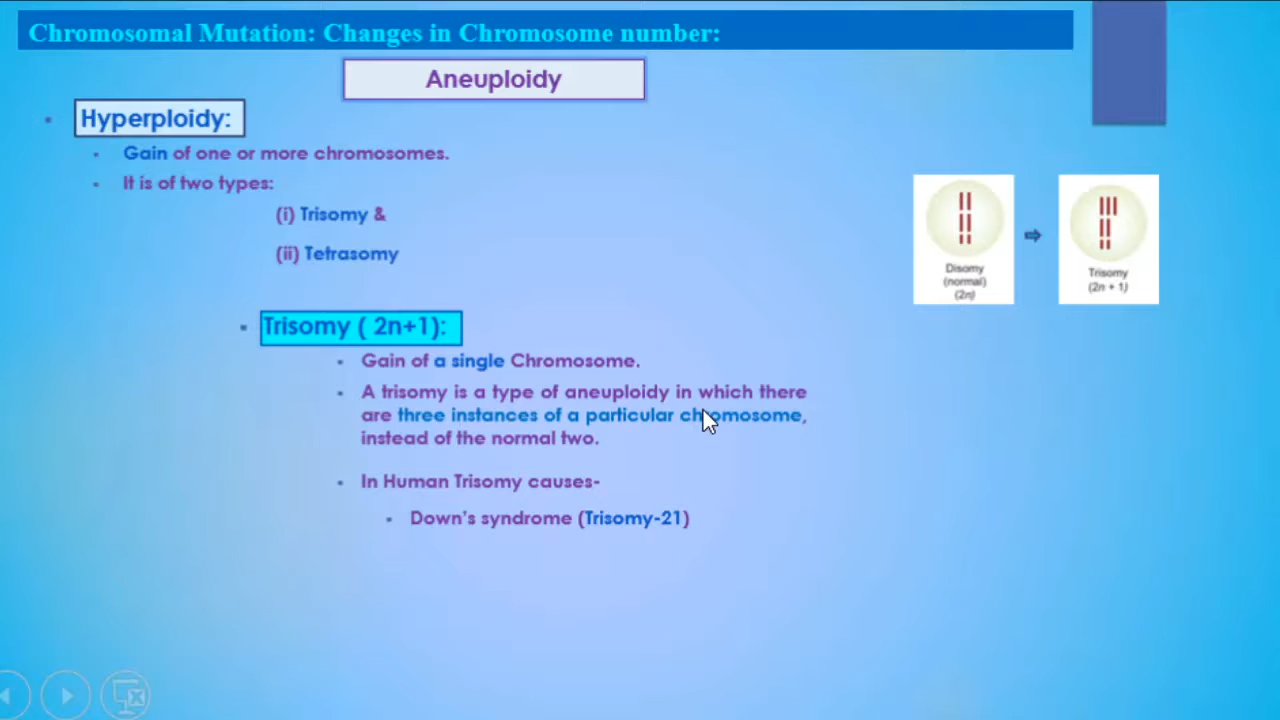 Chromosomal Mutation: Changes in Chromosome number:
Aneuploidy
Hyperploidy:
Gain of one or more chromosomes.
It is of two types:
(i) Trisomy &
(ii) Tetrasomy
Disomy
(normal)
(2n)
Trisomy
(2n + 1)
Trisomy ( 2n+1):
Gain of a single Chromosome.
A trisomy is a type of aneuploidy in which there
are three instances of a particular chromosome,
instead of the normal two.
In Human Trisomy causes-
Down's syndrome (Trisomy-21)